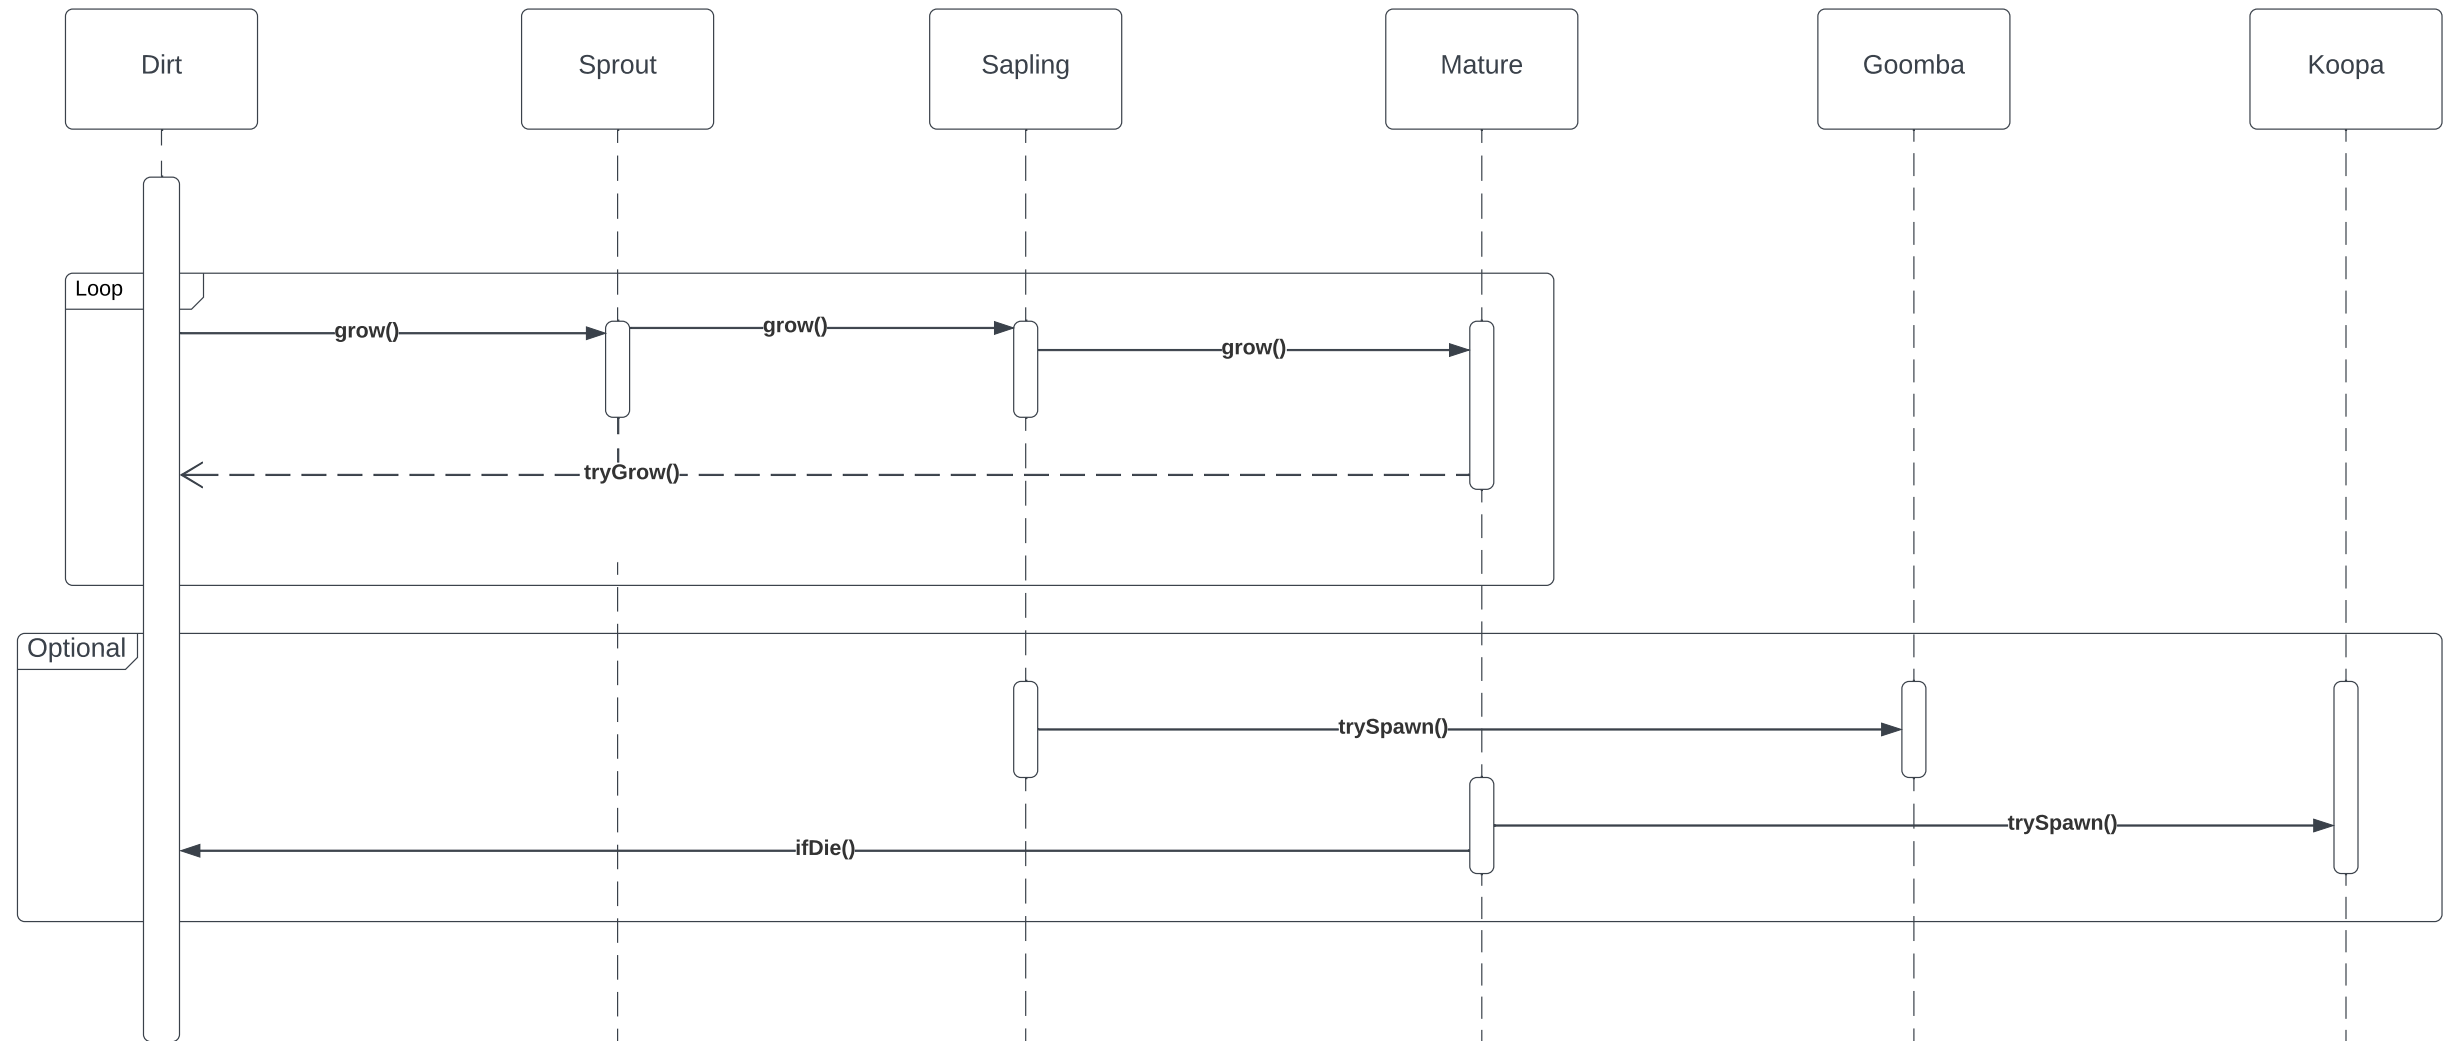 Dirt
Sprout
Sapling
Mature
Goomba
Koopa
Loop
grow()
grow()
grow()
tryGrow()
Optional
trySpawn()
trySpawn()
ifDie()